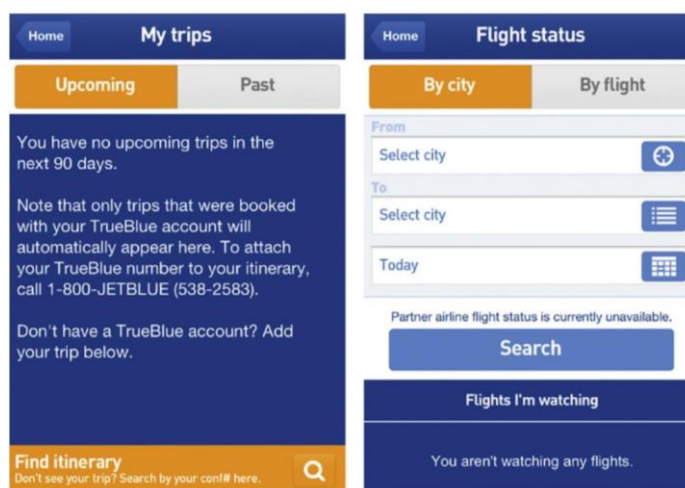 Home
My trips
Upcoming
Past
You have no upcoming trips in the
next 90 days.
Note that only trips that were booked
with your TrueBlue account will
automatically appear here. To attach
your TrueBlue number to your itinerary,
call 1-800-JETBLUE (538-2583).
Don't have a TrueBlue account? Add
your trip below.
Find itinerary
Don't see your trip? Search by your conf# here.
Home
Flight status
By city
By flight
From
Select city
To
Select city
Today
Partner airline flight status is currently unavailable.
Search
Flights I'm watching
You aren't watching any flights.